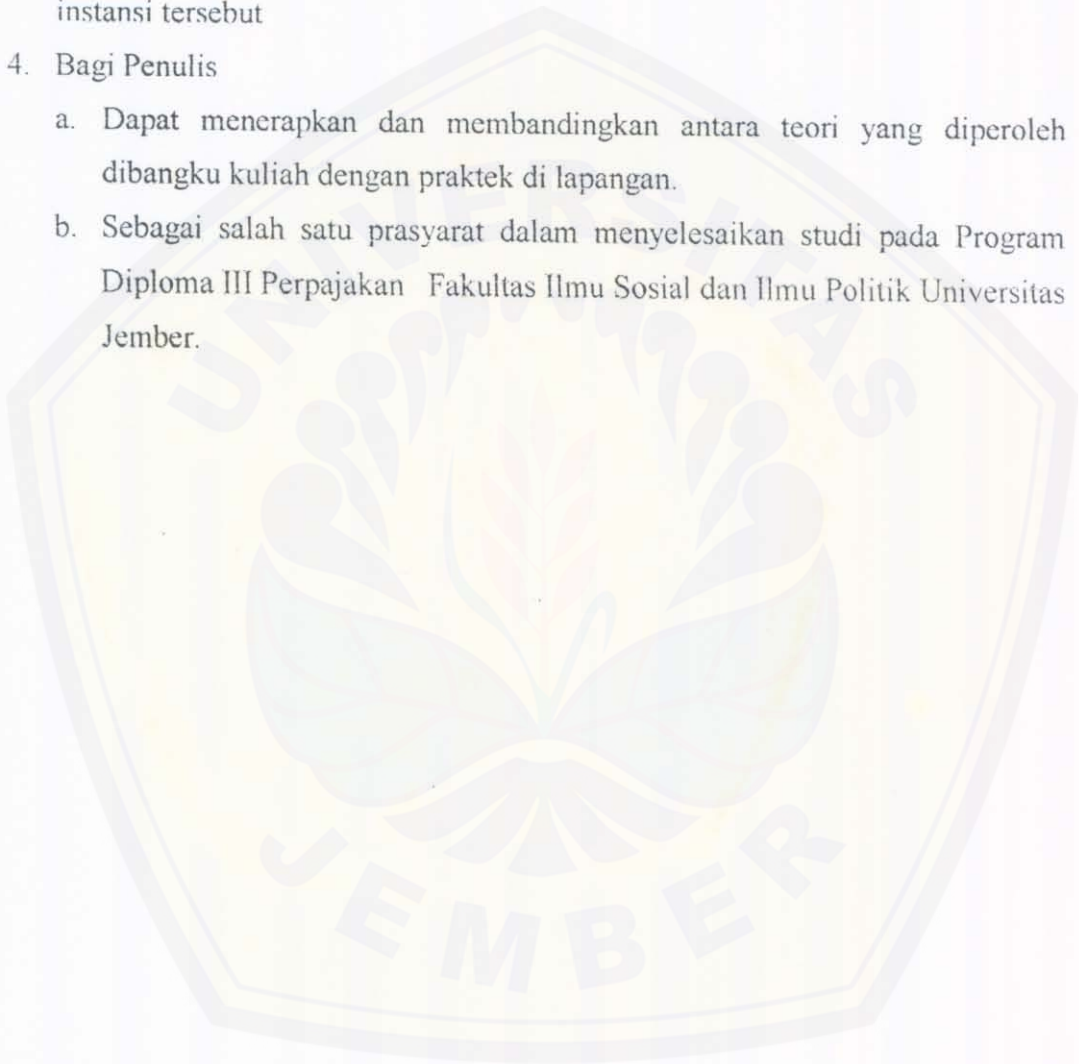 instansi tersebut
4. Bagi Penulis
a. Dapat menerapkan dan membandingkan antara teori yang diperoleh
dibangku kuliah dengan praktek di lapangan.
b. Sebagai salah satu prasyarat dalam menyelesaikan studi pada Program
Diploma III Perpajakan Fakultas Ilmu Sosial dan Ilmu Politik Universitas
Jember.
UNIVERSITAS
JEMBER